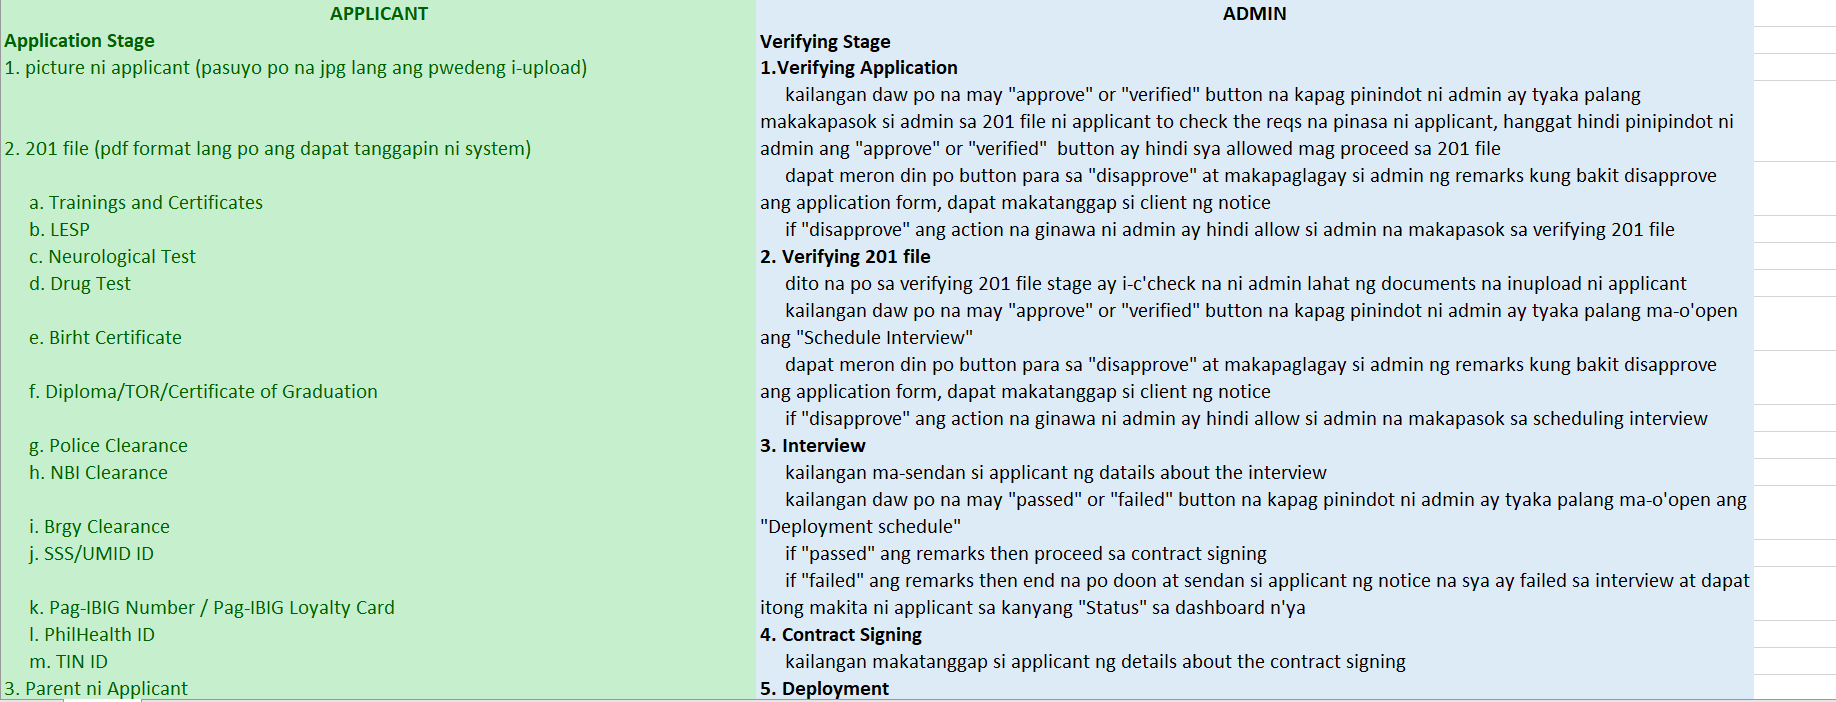 APPLICANT
Application Stage
1. picture ni applicant (pasuyo po na jpg lang ang pwedeng i-upload)
2. 201 file (pdf format lang po ang dapat tanggapin ni system)
a. Trainings and Certificates
b. LESP
c. Neurological Test
d. Drug Test
e. Birht Certificate
f. Diploma/TOR/Certificate of Graduation
g. Police Clearance
h. NBI Clearance
i. Brgy Clearance
j. SSS/UMID ID
k. Pag-IBIG Number / Pag-IBIG Loyalty Card
l. PhilHealth ID
m. TIN ID
3. Parent ni Applicant
ADMIN
Verifying Stage
1.Verifying Application
kailangan daw po na may "approve" or "verified" button na kapag pinindot ni admin ay tyaka palang
makakapasok si admin sa 201 file ni applicant to check the reqs na pinasa ni applicant, hanggat hindi pinipindot ni
admin ang "approve" or "verified"  button ay hindi sya allowed mag proceed sa 201 file
dapat meron din po button para sa "disapprove" at makapaglagay si admin ng remarks kung bakit disapprove
ang application form, dapat makatanggap si client ng notice
if "disapprove" ang action na ginawa ni admin ay hindi allow si admin na makapasok sa verifying 201 file
2. Verifying 201 file
dito na po sa verifying 201 file stage ay i-c'check na ni admin lahat ng documents na inupload ni applicant
kailangan daw po na may "approve" or "verified" button na kapag pinindot ni admin ay tyaka palang ma-o'open
ang "Schedule Interview"
dapat meron din po button para sa "disapprove" at makapaglagay si admin ng remarks kung bakit disapprove
ang application form, dapat makatanggap si client ng notice
if "disapprove" ang action na ginawa ni admin ay hindi allow si admin na makapasok sa scheduling interview
3. Interview
kailangan ma-sendan si applicant ng datails about the interview
kailangan daw po na may "passed" or "failed" button na kapag pinindot ni admin ay tyaka palang ma-o'open ang
"Deployment schedule"
if "passed" ang remarks then proceed sa contract signing
if "failed" ang remarks then end na po doon at sendan si applicant ng notice na sya ay failed sa interview at dapat
itong makita ni applicant sa kanyang "Status" sa dashboard n'ya
4. Contract Signing
kailangan makatanggap si applicant ng details about the contract signing
5. Deployment